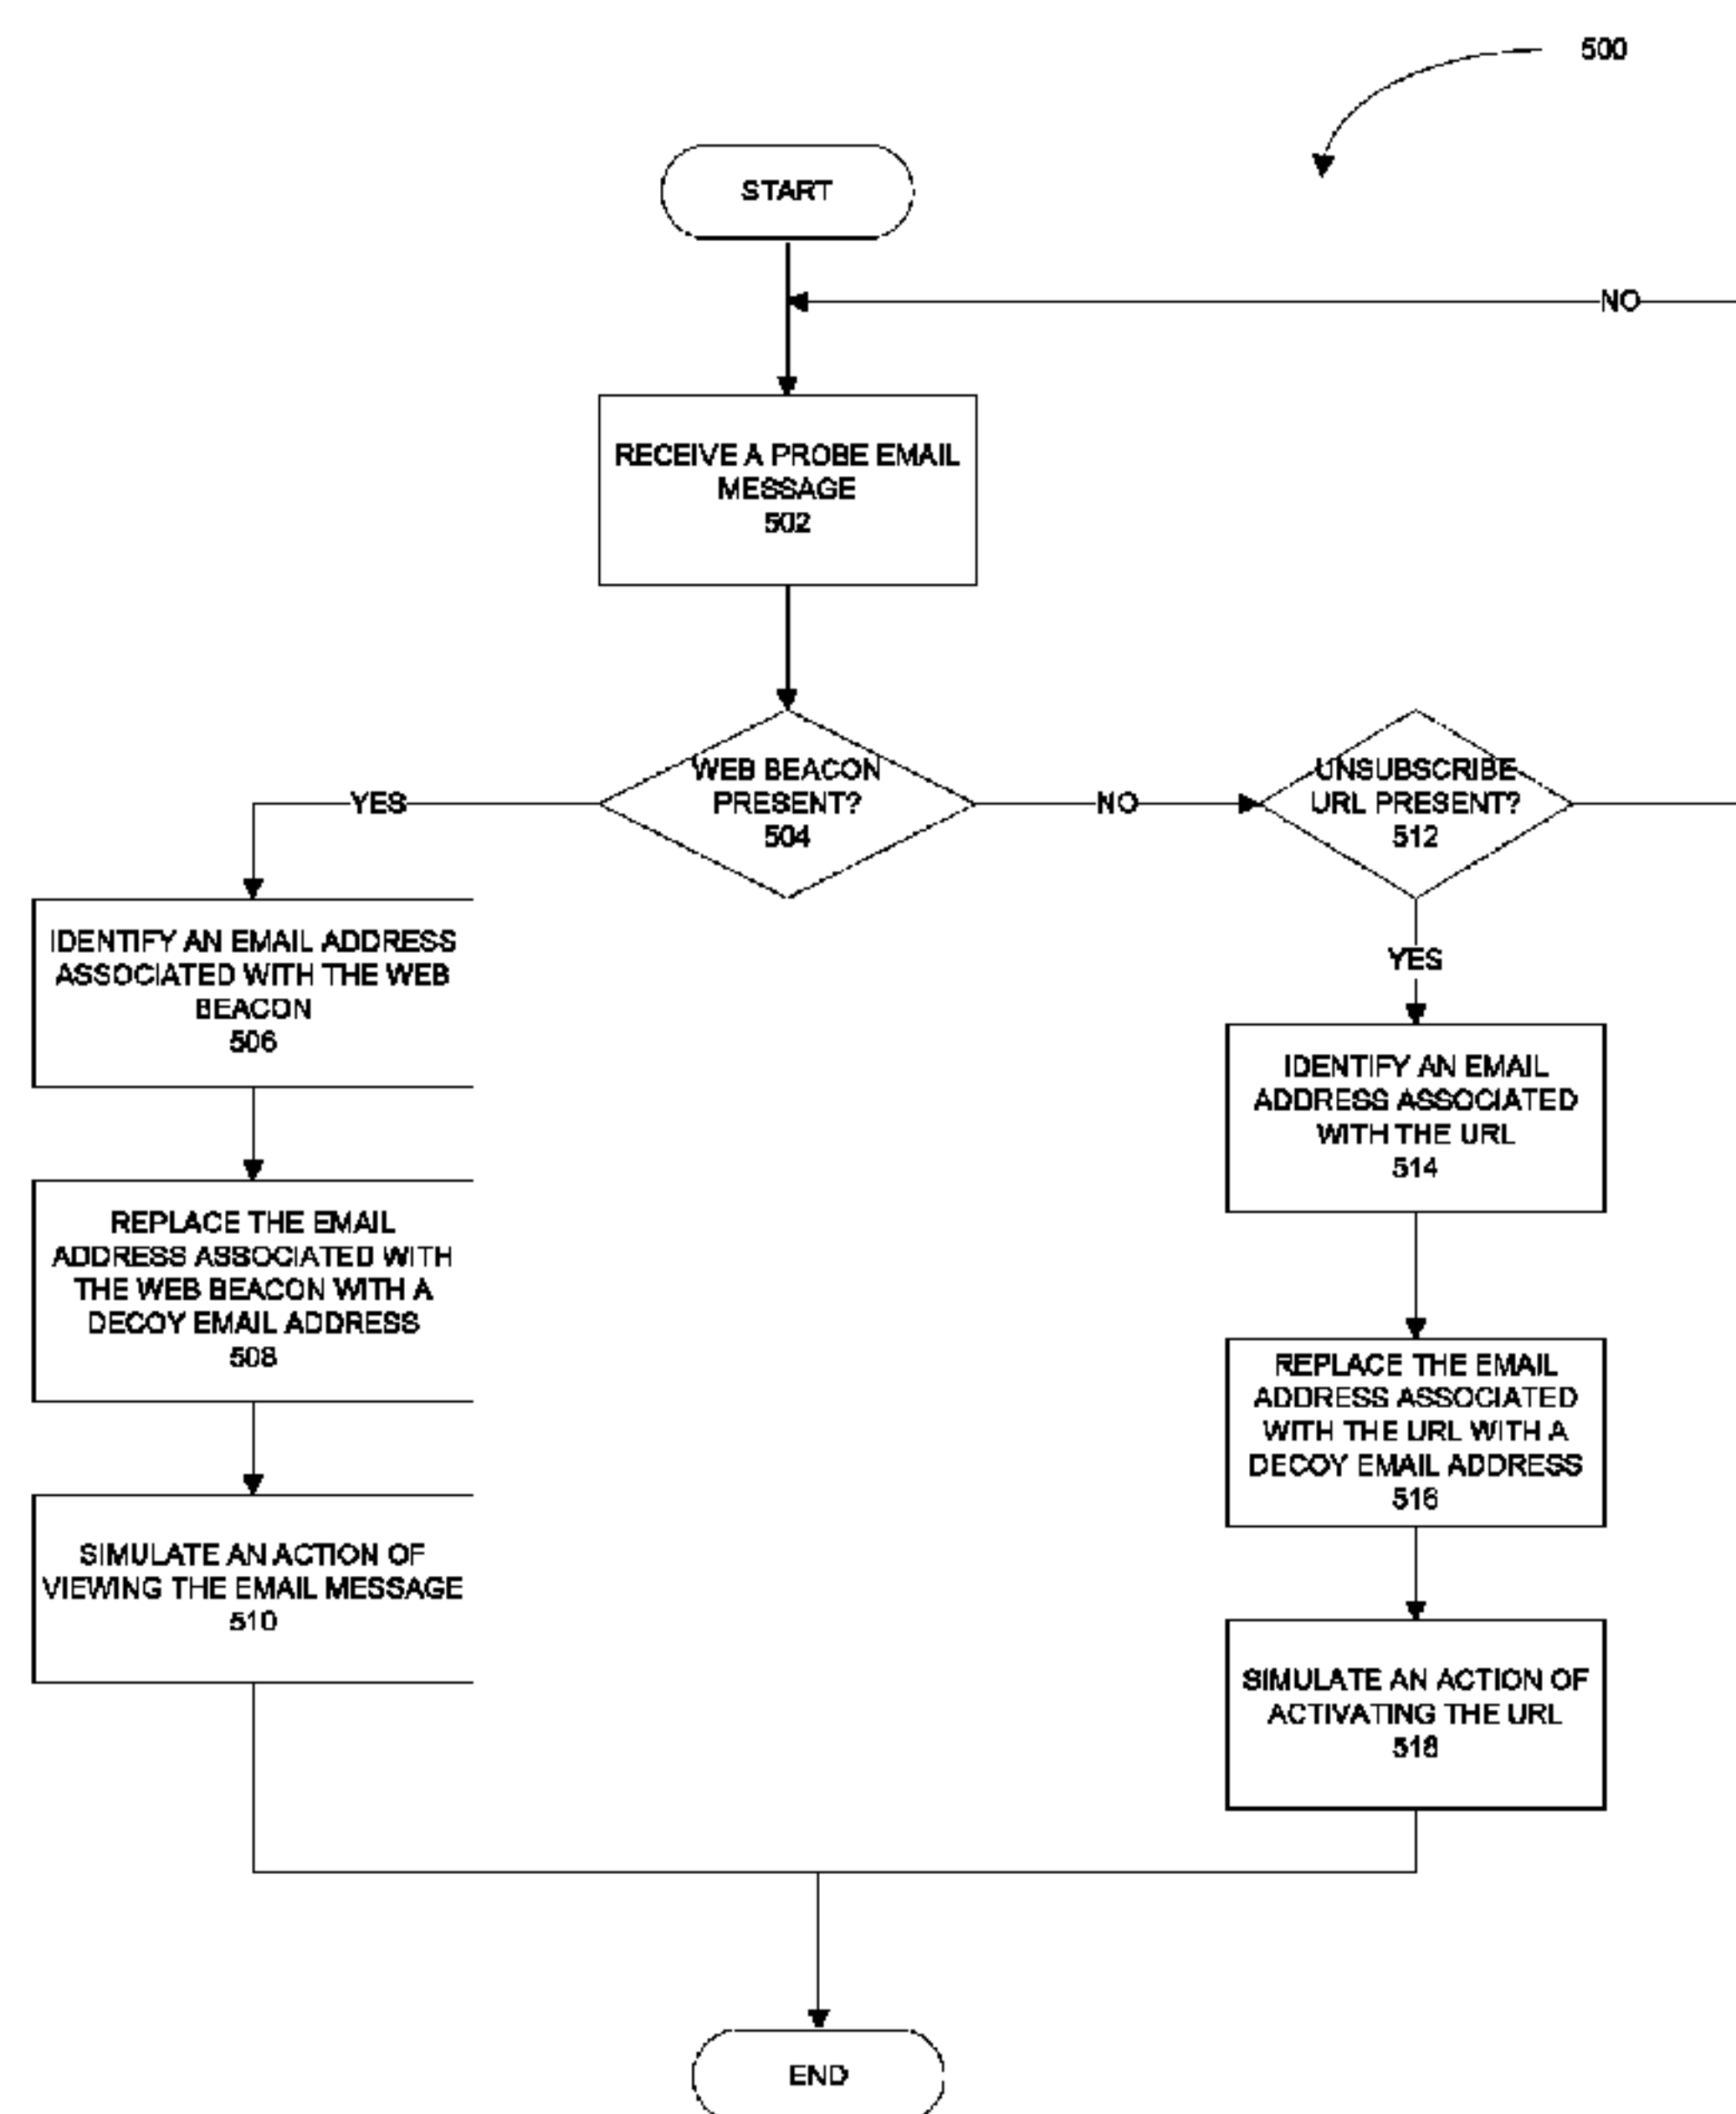 500
START
NO
RECEIVE A PROBE EMAIL
MESSAGE
502
WEB BEACON
PRESENT?
504
YES
NO
UNSUBSCRIBE
URL PRESENT?
512
YES
IDENTIFY AN EMAIL ADDRESS
ASSOCIATED WITH THE WEB
BEACON
506
REPLACE THE EMAIL
ADDRESS ASSOCIATED WITH
THE WEB BEACON WITH A
DECOY EMAIL ADDRESS
508
SIMULATE AN ACTION OF
VIEWING THE EMAIL MESSAGE
510
IDENTIFY AN EMAIL
ADDRESS ASSOCIATED
WITH THE URL
514
REPLACE THE EMAIL
ADDRESS ASSOCIATED
WITH THE URL WITH A
DECOY EMAIL ADDRESS
516
SIMULATE AN ACTION OF
ACTIVATING THE URL
518
END